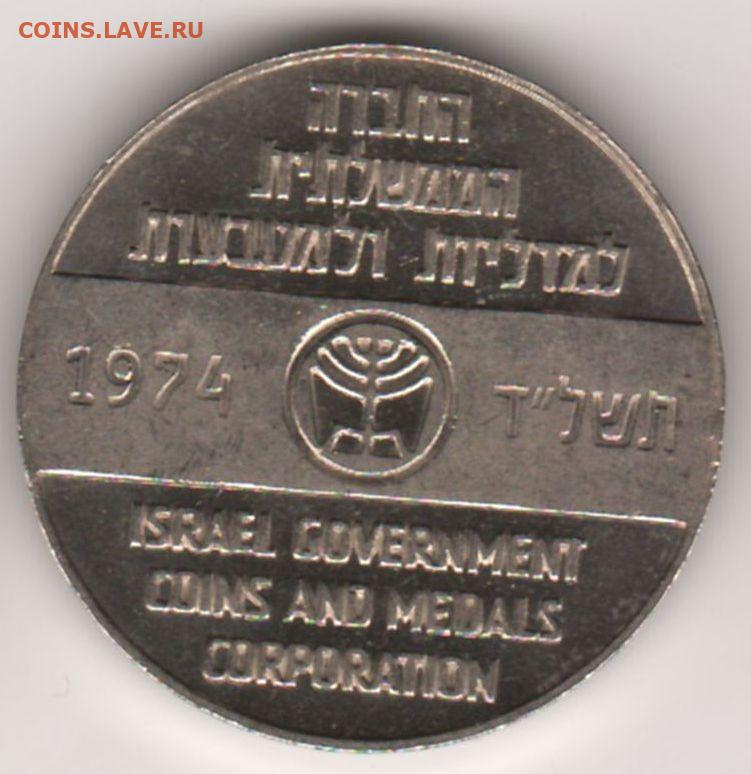 COINS.LAVE.RU
החברה
הממשלתית
למדליות ולמטבעות
1974 תשל״ד
ISRAEL GOVERNMENT
COINS AND MEDALS
CORPORATION